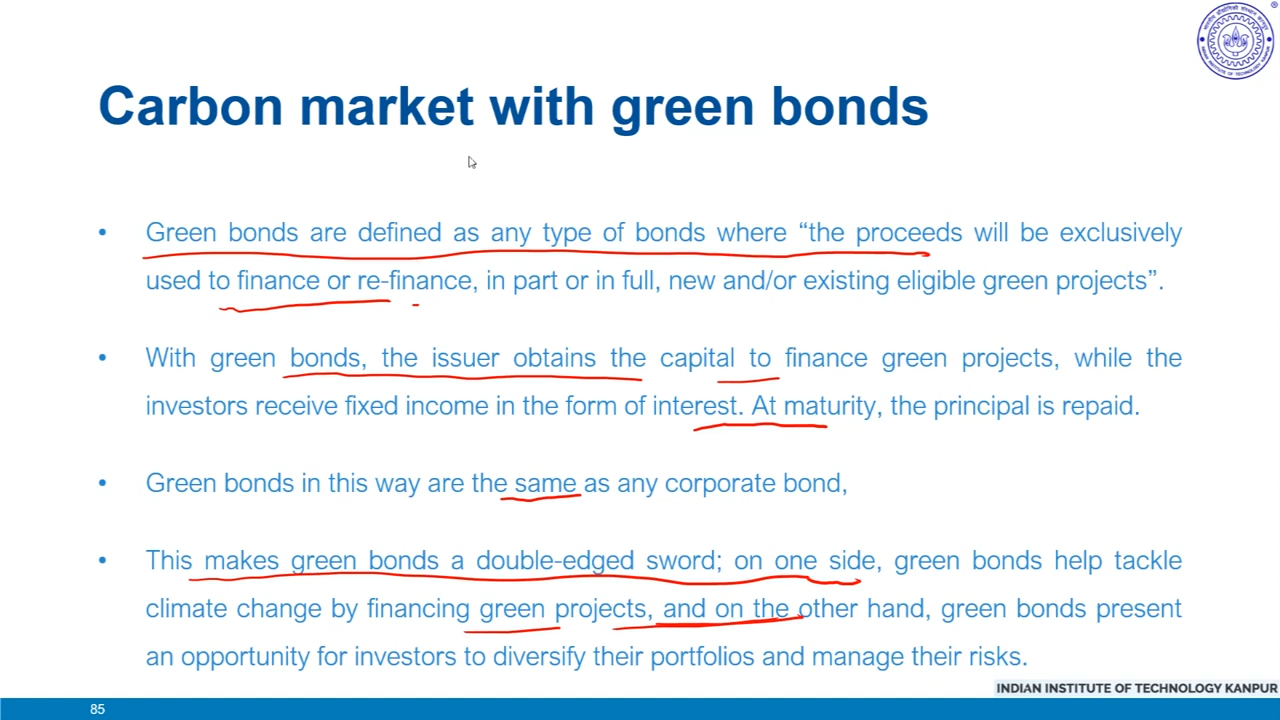 Carbon market with green bonds
• Green bonds are defined as any type of bonds where “the proceeds will be exclusively
used to finance or re-finance, in part or in full, new and/or existing eligible green projects”.
• With green bonds, the issuer obtains the capital to finance green projects, while the
investors receive fixed income in the form of interest. At maturity, the principal is repaid.
• Green bonds in this way are the same as any corporate bond,
• This makes green bonds a double-edged sword; on one side, green bonds help tackle
climate change by financing green projects, and on the other hand, green bonds present
an opportunity for investors to diversify their portfolios and manage their risks.
INDIAN INSTITUTE OF TECHNOLOGY KANPUR
85